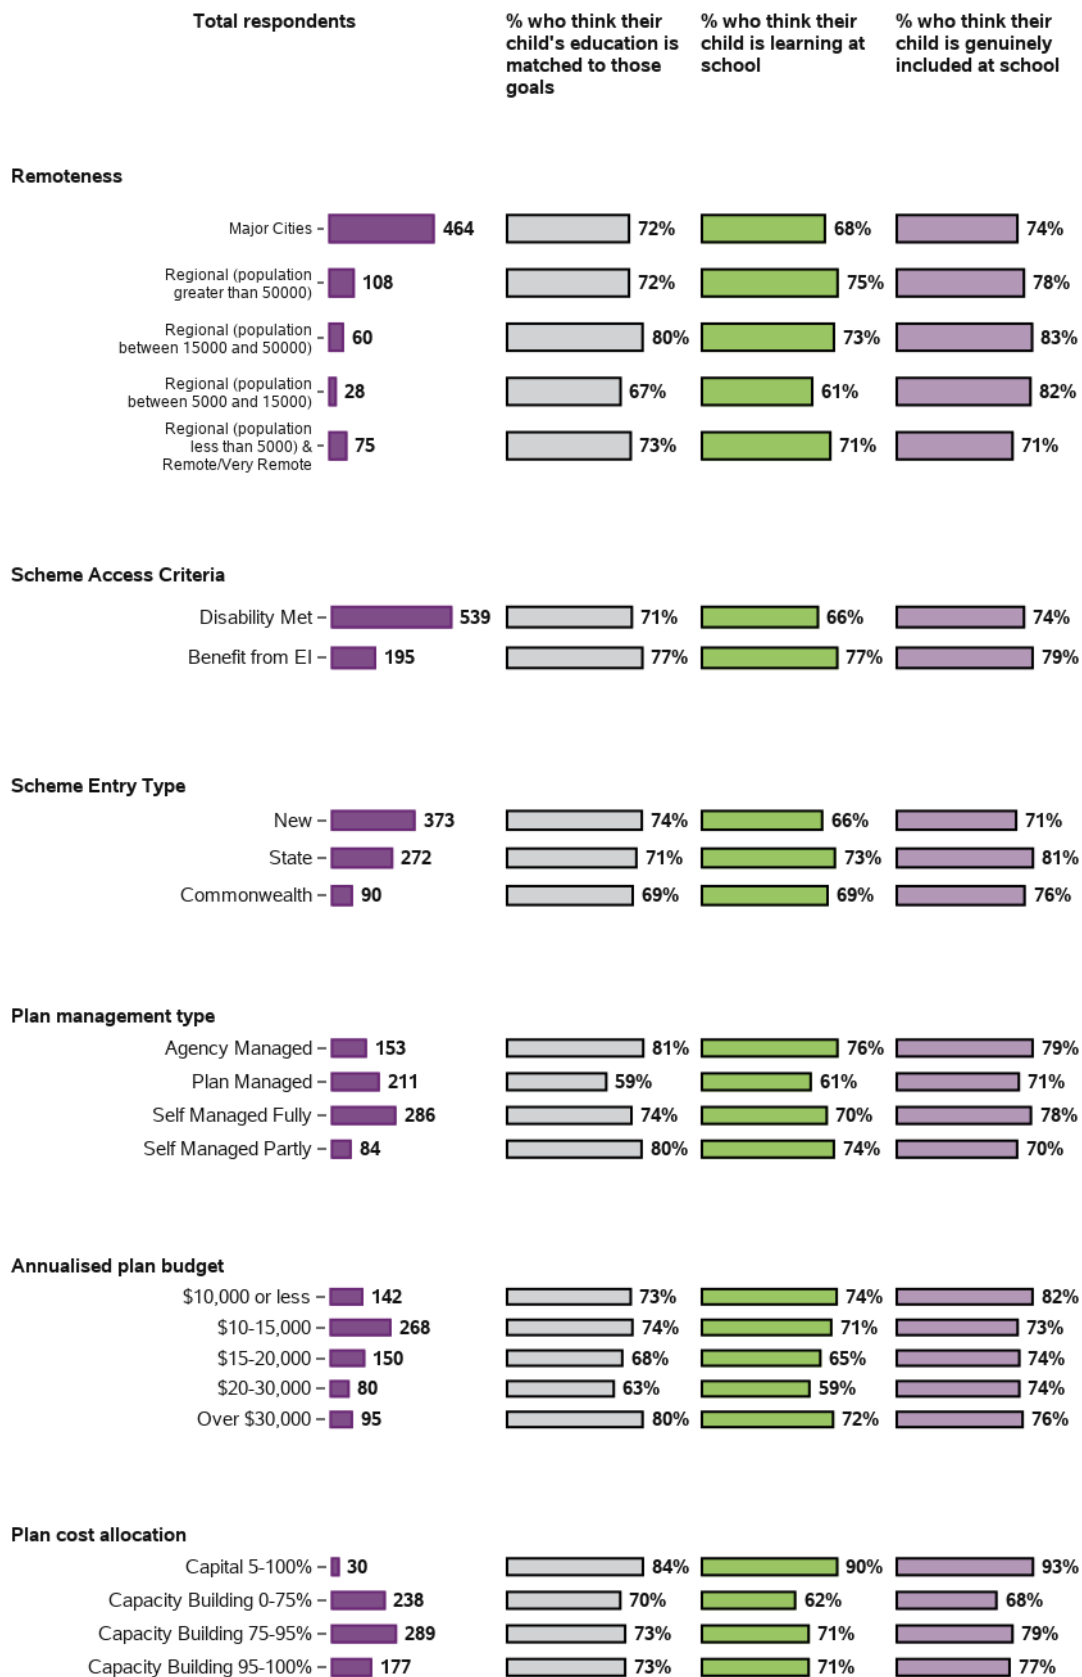 Total respondents
% who think their child's education is matched to those goals
% who think their child is learning at school
% who think their child is genuinely included at school
Remoteness
Major Cities 464 72% 68% 74%
Regional (population greater than 50000) 108 72% 75% 78%
Regional (population between 15000 and 50000) 60 80% 73% 83%
Regional (population between 5000 and 15000) 28 67% 61% 82%
Regional (population less than 5000) & Remote/Very Remote 75 73% 71% 71%
Scheme Access Criteria
Disability Met 539 71% 66% 74%
Benefit from EI 195 77% 77% 79%
Scheme Entry Type
New 373 74% 66% 71%
State 272 71% 73% 81%
Commonwealth 90 69% 69% 76%
Plan management type
Agency Managed 153 81% 76% 79%
Plan Managed 211 59% 61% 71%
Self Managed Fully 286 74% 70% 78%
Self Managed Partly 84 80% 74% 70%
Annualised plan budget
$10,000 or less 142 73% 74% 82%
$10-15,000 268 74% 71% 73%
$15-20,000 150 68% 65% 74%
$20-30,000 80 63% 59% 74%
Over $30,000 95 80% 72% 76%
Plan cost allocation
Capital 5-100% 30 84% 90% 93%
Capacity Building 0-75% 238 70% 62% 68%
Capacity Building 75-95% 289 73% 71% 79%
Capacity Building 95-100% 177 73% 71% 77%